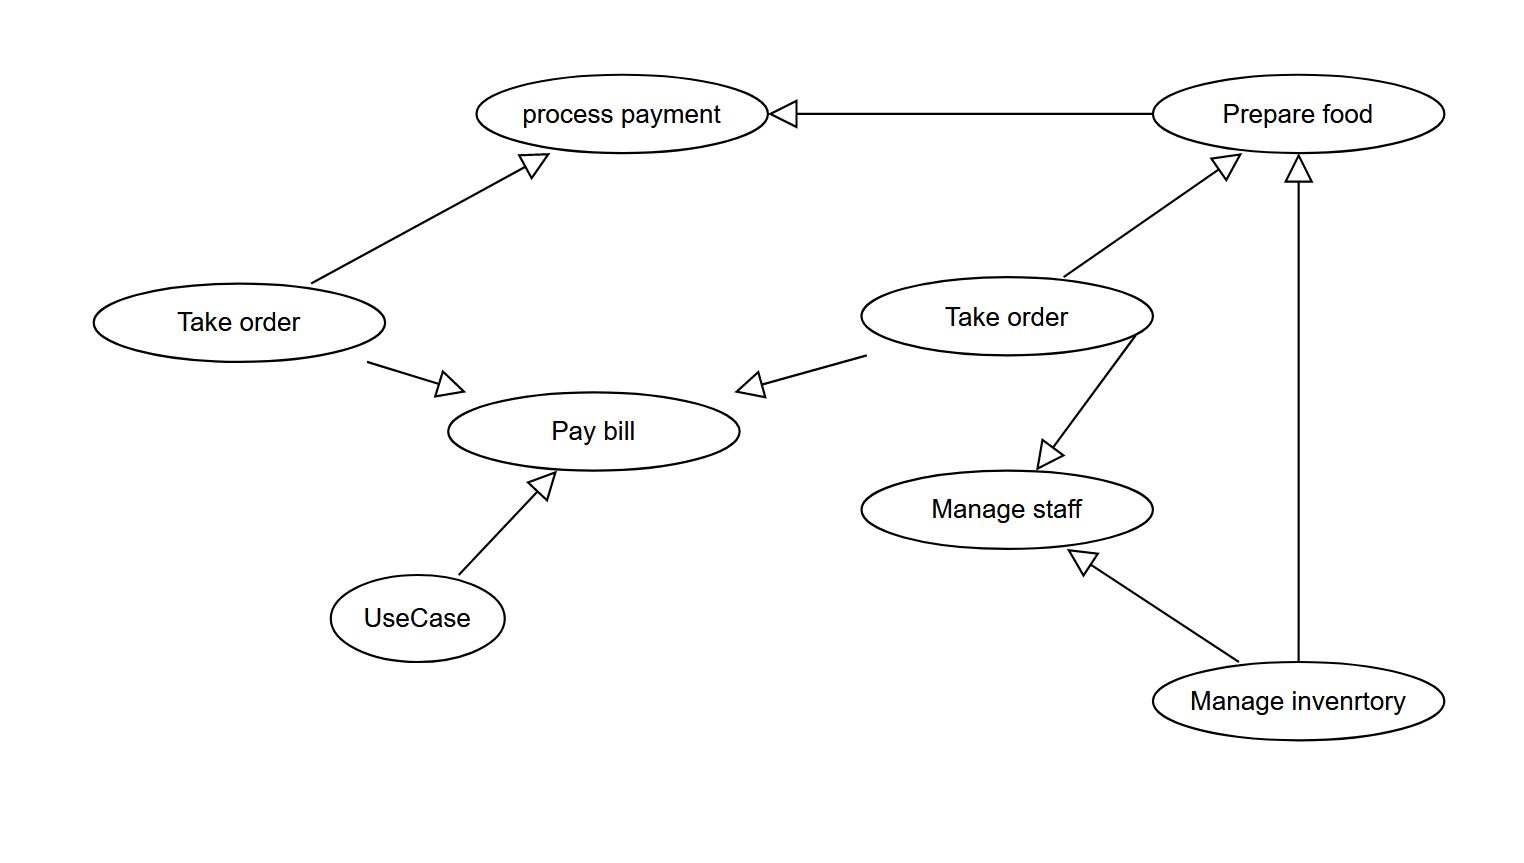 process payment
Prepare food
Take order
Take order
Pay bill
Manage staff
UseCase
Manage invenrtory